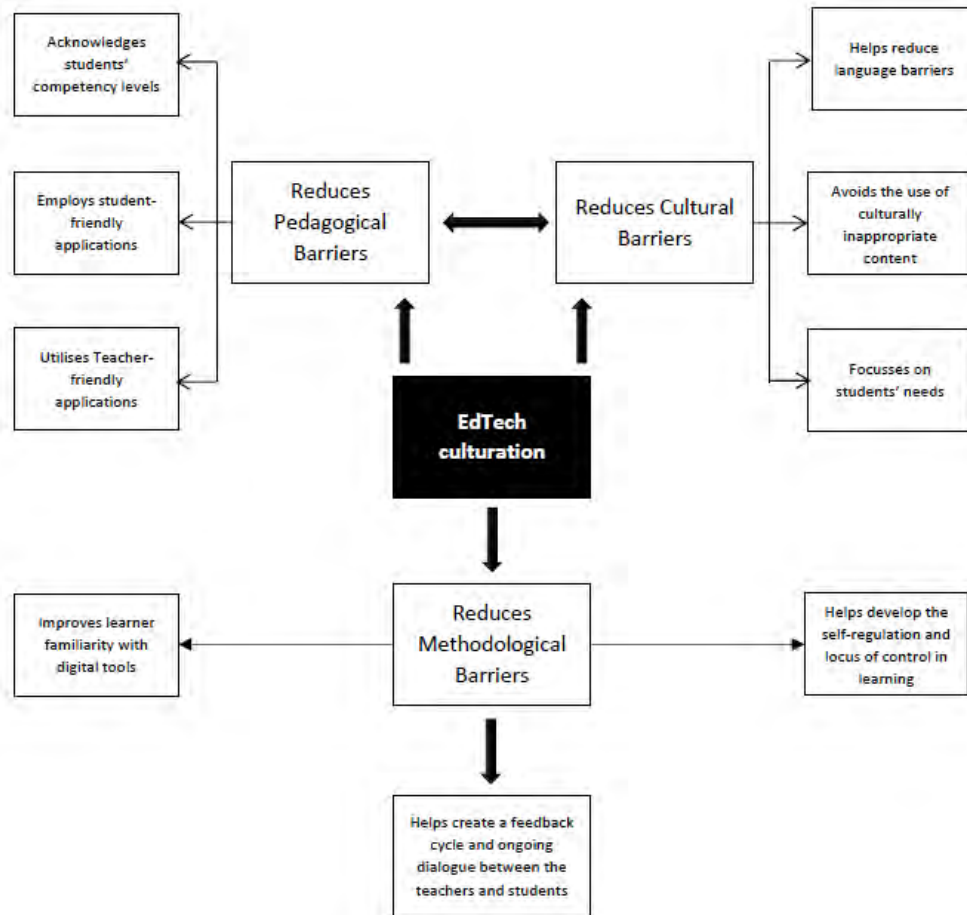 Acknowledges
students'
competency levels
Helps reduce
language barriers
Reduces
Pedagogical
Barriers
Reduces Cultural
Barriers
Employs student-
friendly
applications
Avoids the use of
culturally
inappropriate
content
Utilises Teacher-
friendly
applications
Focusses on
students' needs
EdTech
culturation
Improves learner
familiarity with
digital tools
Reduces
Methodological
Barriers
Helps develop the
self-regulation and
locus of control in
learning
Helps create a feedback
cycle and ongoing
dialogue between the
teachers and students